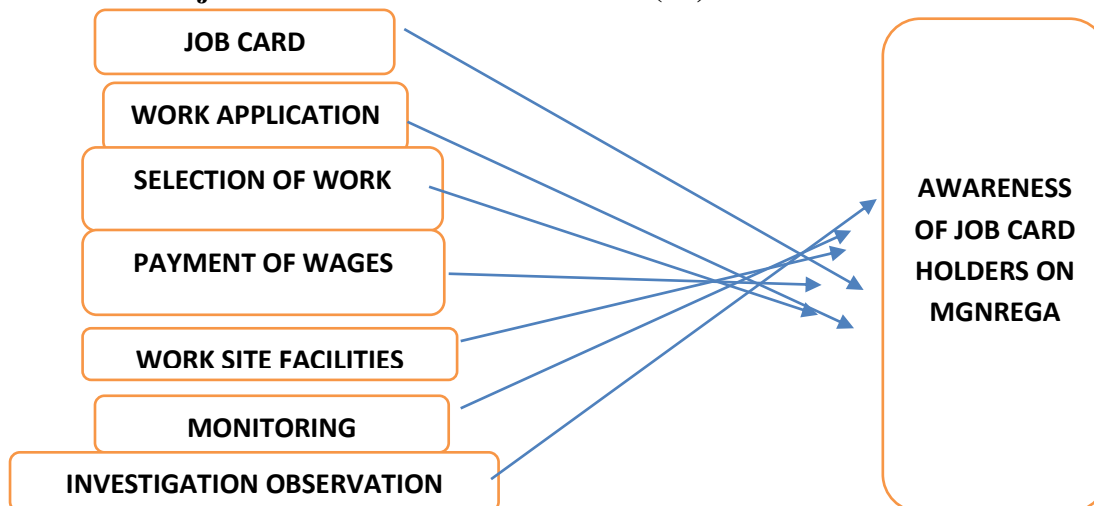 JOB CARD
WORK APPLICATION
SELECTION OF WORK
PAYMENT OF WAGES
WORK SITE FACILITIES
MONITORING
INVESTIGATION OBSERVATION
AWARENESS
OF JOB CARD
HOLDERS ON
MGNREGA